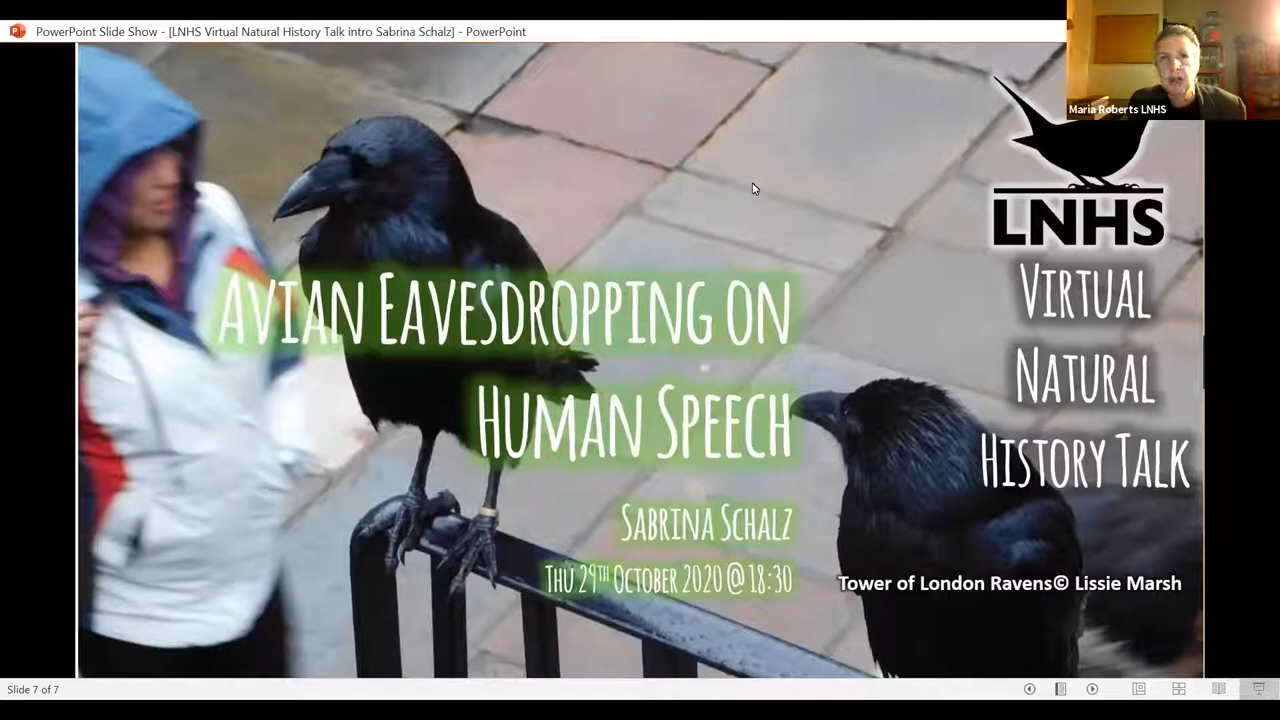 PowerPoint Slide Show - [LNHS Virtual Natural History Talk intro Sabrina Schalz] - PowerPoint
Maria Roberts LNHS
LNHS
Virtual
Natural
History Talk
Avian Eavesdropping on
Human Speech
Sabrina Schalz
Thu 29th October 2020 @ 18:30
Tower of London Ravens© Lissie Marsh
Slide 7 of 7